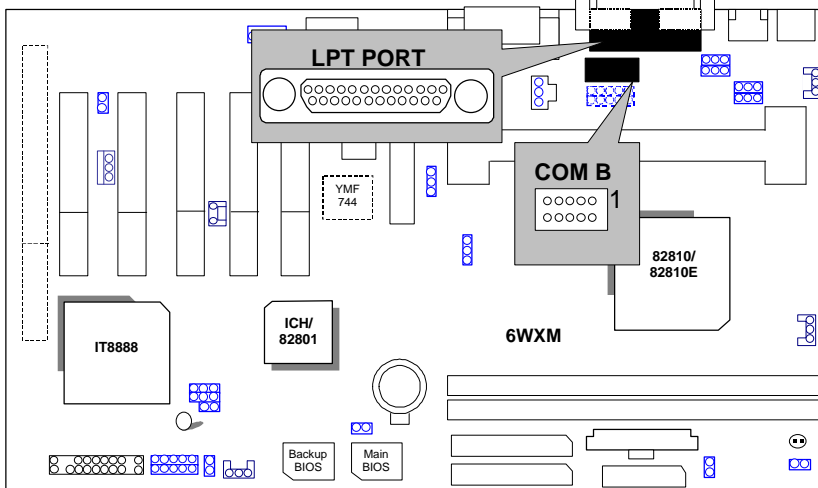 LPT PORT
YMF
744
COM B
1
82810/
82810E
IT8888
ICH/
82801
6WXM
Backup
BIOS
Main
BIOS